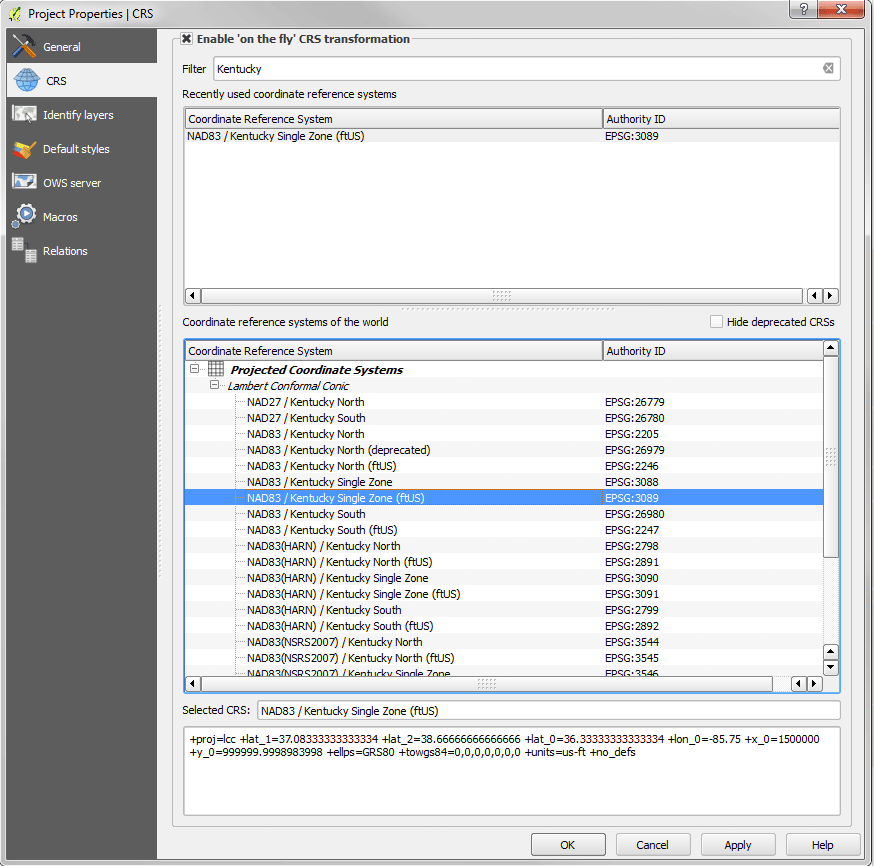 Project Properties | CRS
?
General
CRS
Identify layers
Default styles
OWS server
Macros
Relations
Enable 'on the fly' CRS transformation
Filter Kentucky
Recently used coordinate reference systems
Coordinate Reference System Authority ID
NAD83 / Kentucky Single Zone (ftUS) EPSG:3089
Coordinate reference systems of the world Hide deprecated CRSs
Coordinate Reference System Authority ID
Projected Coordinate Systems
Lambert Conformal Conic
NAD27 / Kentucky North EPSG:26779
NAD27 / Kentucky South EPSG:26780
NAD83 / Kentucky North EPSG:2205
NAD83 / Kentucky North (deprecated) EPSG:26979
NAD83 / Kentucky North (ftUS) EPSG:2246
NAD83 / Kentucky Single Zone EPSG:3088
NAD83 / Kentucky Single Zone (ftUS) EPSG:3089
NAD83 / Kentucky South EPSG:26980
NAD83 / Kentucky South (ftUS) EPSG:2247
NAD83(HARN) / Kentucky North EPSG:2798
NAD83(HARN) / Kentucky North (ftUS) EPSG:2891
NAD83(HARN) / Kentucky Single Zone EPSG:3090
NAD83(HARN) / Kentucky Single Zone (ftUS) EPSG:3091
NAD83(HARN) / Kentucky South EPSG:2799
NAD83(HARN) / Kentucky South (ftUS) EPSG:2892
NAD83(NSRS2007) / Kentucky North EPSG:3544
NAD83(NSRS2007) / Kentucky North (ftUS) EPSG:3545
NAD83(NSRS2007) / Kentucky Single Zone EPSG:3546
Selected CRS: NAD83 / Kentucky Single Zone (ftUS)
+proj=lcc +lat_1=37.08333333333334 +lat_2=38.66666666666666 +lat_0=36.33333333333334 +lon_0=-85.75 +x_0=1500000
+y_0=999999.9998983998 +ellps=GRS80 +towgs84=0,0,0,0,0,0,0 +units=us-ft +no_defs
OK Cancel Apply Help